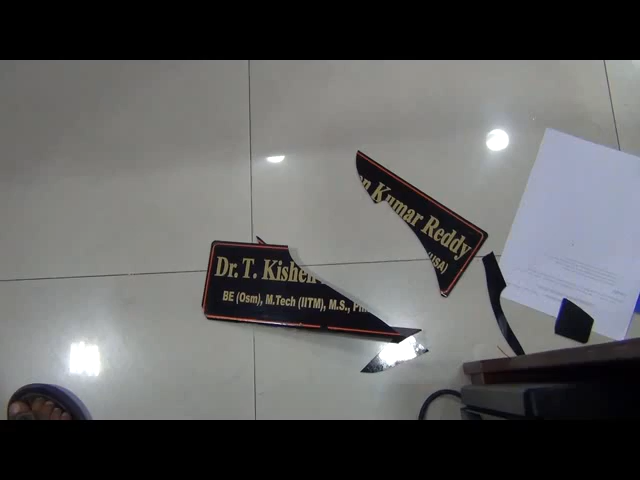 Dr. T. Kishen
BE (Osm), M.Tech (IITM), M.S., Ph
Kumar Reddy
(USA)